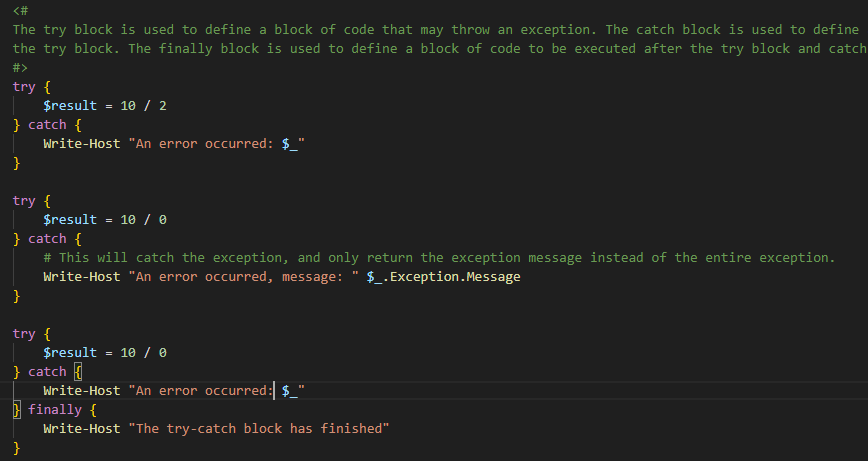 <#
The try block is used to define a block of code that may throw an exception. The catch block is used to define
the try block. The finally block is used to define a block of code to be executed after the try block and catch
#>
try {
    $result = 10 / 2
} catch {
    Write-Host "An error occurred: $_"
}

try {
    $result = 10 / 0
} catch {
    # This will catch the exception, and only return the exception message instead of the entire exception.
    Write-Host "An error occurred, message: " $_.Exception.Message
}

try {
    $result = 10 / 0
} catch {
    Write-Host "An error occurred: $_"
} finally {
    Write-Host "The try-catch block has finished"
}